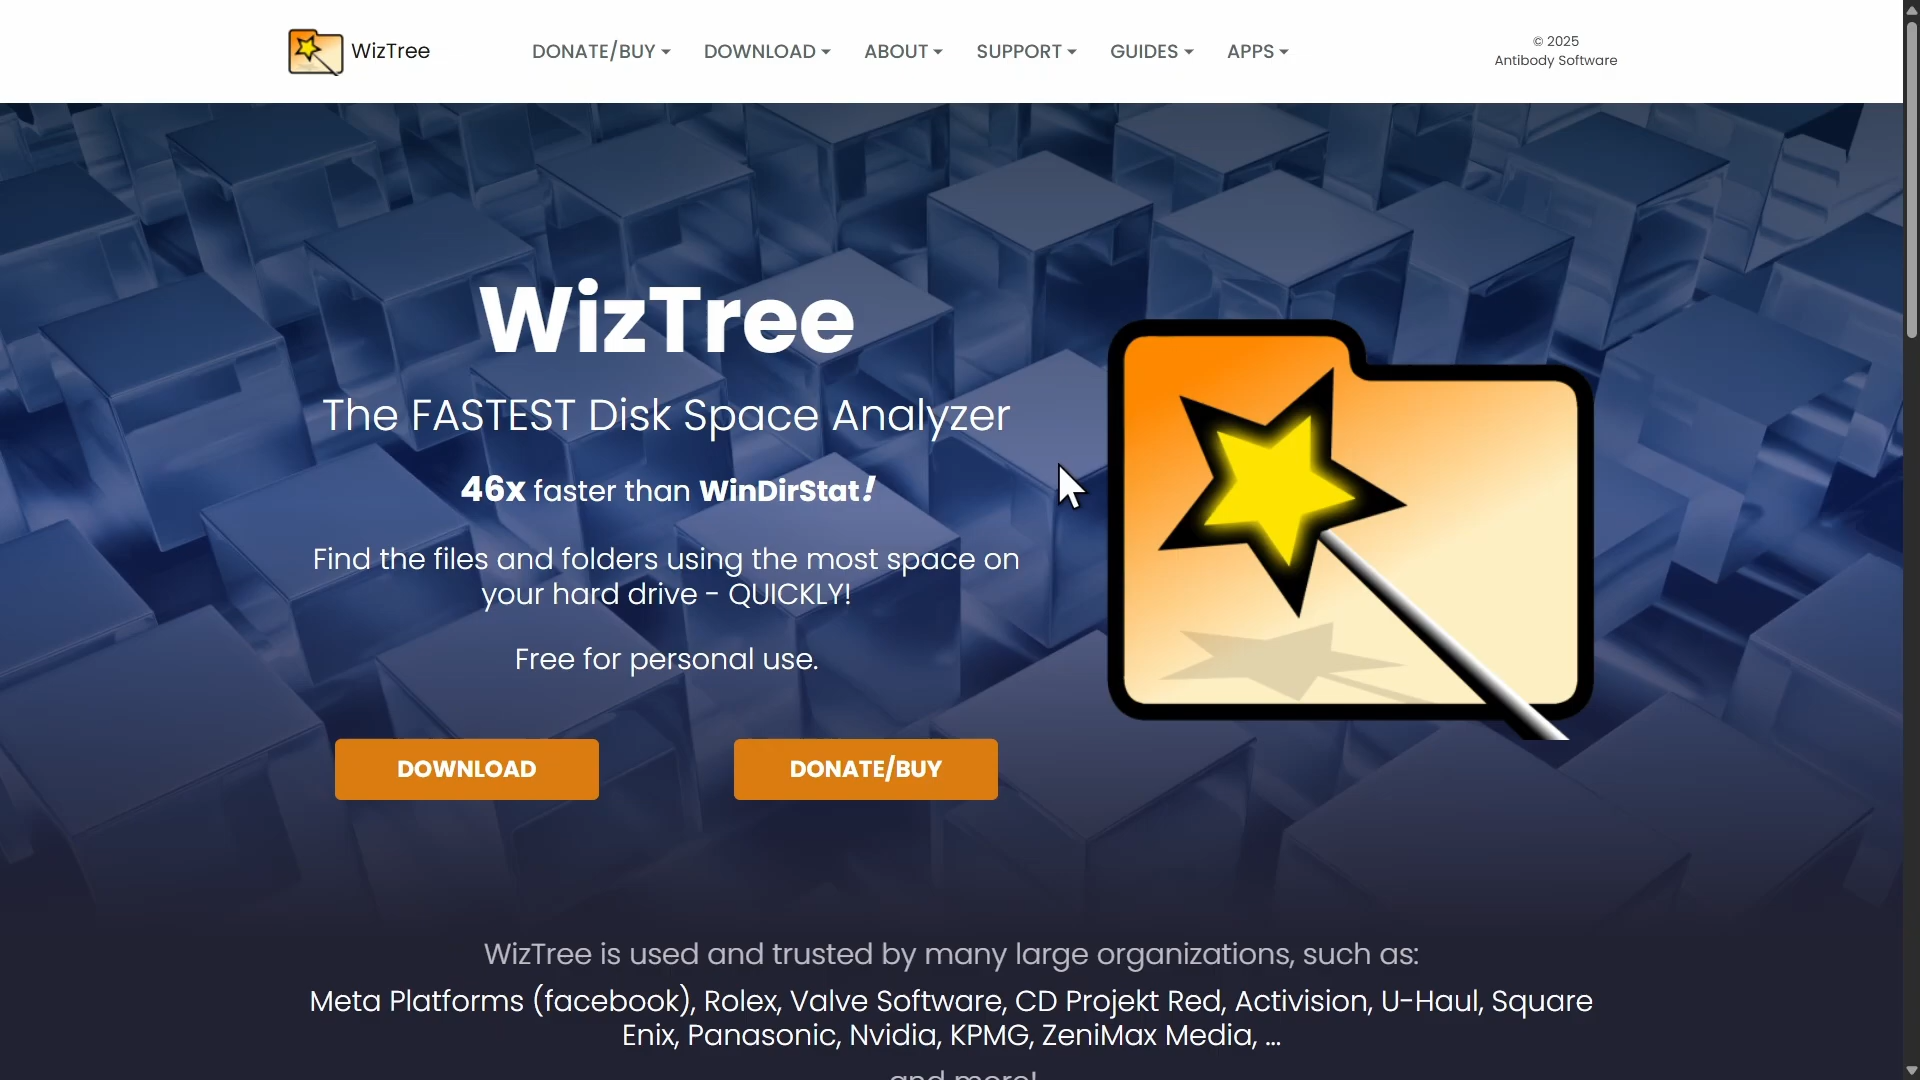 WizTree
DONATE/BUY
DOWNLOAD
ABOUT
SUPPORT
GUIDES
APPS
© 2025
Antibody Software
WizTree
The FASTEST Disk Space Analyzer
46x faster than WinDirStat!
Find the files and folders using the most space on
your hard drive - QUICKLY!
Free for personal use.
DOWNLOAD
DONATE/BUY
WizTree is used and trusted by many large organizations, such as:
Meta Platforms (facebook), Rolex, Valve Software, CD Projekt Red, Activision, U-Haul, Square
Enix, Panasonic, Nvidia, KPMG, ZeniMax Media, ...
and more!